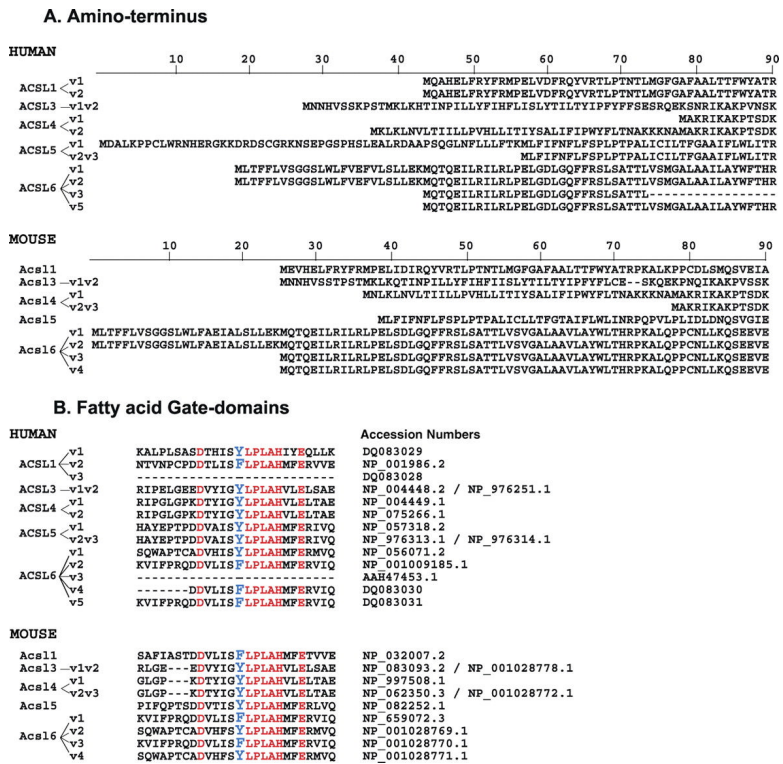 A. Amino-terminus
HUMAN
10 20 30 40 50 60 70 80 90
ACSL1 v1 MQAHELFRYFRMPELVDFRQYVRTLPTNTLMGFGAFAALTTFWYATR
v2 MQAHELFRYFRMPELVDFRQYVRTLPTNTLMGFGAFAALTTFWYATR
ACSL3 v1v2 MNNHVSSKPSTMKLKHTINPILLYFIHFLISLYTILTYIPFYFFSESRQEKSNRIKAKPVNSK
ACSL4 v1 MAKRIKAKPTSDK
v2 MKLKLNVLTIILLPVHLLITIYSALIFIPWYFLTNAKKKNAMAKRIKAKPTSDK
ACSL5 v1 MDALKPPCLWRNHERGKKDRDSCGRKNSEPGSPHSLEALRDAAPSQGLNFLLLFTKMLFIFNFLFSPLPTPALICILTFGAAIFLWLITR
v2v3 MLFIFNFLFSPLPTPALICILTFGAAIFLWLITR
ACSL6 v1 MLTFFLVSGGSLWLFVEFVLSLLEKMQTQEILRILRLPELGDLGQFFRSLSATTLVSMGALAAILAYWFTHR
v2 MLTFFLVSGGSLWLFVEFVLSLLEKMQTQEILRILRLPELGDLGQFFRSLSATTLVSMGALAAILAYWFTHR
v3 MQTQEILRILRLPELGDLGQFFRSLSATTL-----------------
v5 MQTQEILRILRLPELGDLGQFFRSLSATTLVSMGALAAILAYWFTHR
MOUSE
10 20 30 40 50 60 70 80 90
Acsl1 MEVHELFRYFRMPELIDIRQYVRTLPTNTLMGFGAFAALTTFWYATRPKALKPPCDLSMQSVEIA
Acsl3 v1v2 MNNHVSSTPSTMKLKQTINPILLYFIHFIISLYTILTYIPFYFLCE--SKQEKPNQIKAKPVSSK
Acsl4 v1 MNLKLNVLTIILLPVHLLITIYSALIFIPWYFLTNAKKKNAMAKRIKAKPTSDK
v2v3 MAKRIKAKPTSDK
Acsl5 MLFIFNFLFSPLPTPALICLLTFGTAIFLWLINRPQPVLPLIDLDNQSVGIE
Acsl6 v1 MLTFFLVSGGSLWLFAEIALSLLEKMQTQEILRILRLPELSDLGQFFRSLSATTLVSVGALAAVLAYWLTHRPKALQPPCNLLKQSEEVE
v2 MLTFFLVSGGSLWLFAEIALSLLEKMQTQEILRILRLPELSDLGQFFRSLSATTLVSVGALAAVLAYWLTHRPKALQPPCNLLKQSEEVE
v3 MQTQEILRILRLPELSDLGQFFRSLSATTLVSVGALAAVLAYWLTHRPKALQPPCNLLKQSEEVE
v4 MQTQEILRILRLPELSDLGQFFRSLSATTLVSVGALAAVLAYWLTHRPKALQPPCNLLKQSEEVE
B. Fatty acid Gate-domains
HUMAN Accession Numbers
ACSL1 v1 KALPLSASDTHISYLPLAHIYEQLLK DQ083029
v2 NTVNPCPDDTLISFLPLAHMFERVVE NP_001986.2
v3 -------------------------- DQ083028
ACSL3 v1v2 RIPELGEEDVYIGYLPLAHVLELSAE NP_004448.2 / NP_976251.1
ACSL4 v1 RIPGLGPKDTYIGYLPLAHVLELTAE NP_004449.1
v2 RIPGLGPKDTYIGYLPLAHVLELTAE NP_075266.1
ACSL5 v1 HAYEPTPDDVAISYLPLAHMFERIVQ NP_057318.2
v2v3 HAYEPTPDDVAISYLPLAHMFERIVQ NP_976313.1 / NP_976314.1
ACSL6 v1 SQWAPTCADVHISYLPLAHMFERMVQ NP_056071.2
v2 KVIFPRQDDVLISFLPLAHMFERVIQ NP_001009185.1
v3 -------------------------- AAH47453.1
v4 -------DDVLISFLPLAHMFERVIQ DQ083030
v5 KVIFPRQDDVLISFLPLAHMFERVIQ DQ083031
MOUSE
Acsl1 SAFIASTDDVLISFLPLAHMFETVVE NP_032007.2
Acsl3 v1v2 RLGE---EDVYIGYLPLAHVLELSAE NP_083093.2 / NP_001028778.1
Acsl4 v1 GLGP---KDTYIGYLPLAHVLELTAE NP_997508.1
v2v3 GLGP---KDTYIGYLPLAHVLELTAE NP_062350.3 / NP_001028772.1
Acsl5 PIFQPTSDDVTISYLPLAHMFERLVQ NP_082252.1
Acsl6 v1 KVIFPRQDDVLISFLPLAHMFERVIQ NP_659072.3
v2 SQWAPTCADVHFSYLPLAHMFERMVQ NP_001028769.1
v3 KVIFPRQDDVLISFLPLAHMFERVIQ NP_001028770.1
v4 SQWAPTCADVHFSYLPLAHMFERMVQ NP_001028771.1